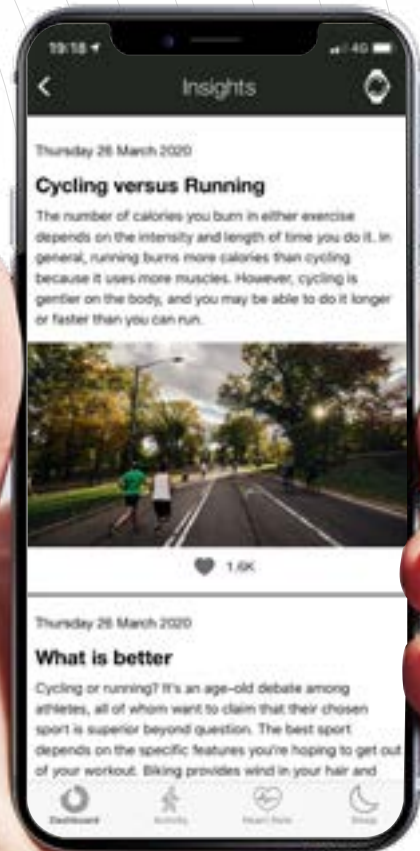 19:18
4G
Insights
Thursday 26 March 2020
Cycling versus Running
The number of calories you burn in either exercise
depends on the intensity and length of time you do it. In
general, running burns more calories than cycling
because it uses more muscles. However, cycling is
gentler on the body, and you may be able to do it longer
or faster than you can run.
1.6K
Thursday 26 March 2020
What is better
Cycling or running? It's an age-old debate among
athletes, all of whom want to claim that their chosen
sport is superior beyond question. The best sport
depends on the specific features you're hoping to get out
of your workout. Biking provides wind in your hair and
Dashboard
Activity
Heart Rate
Sleep